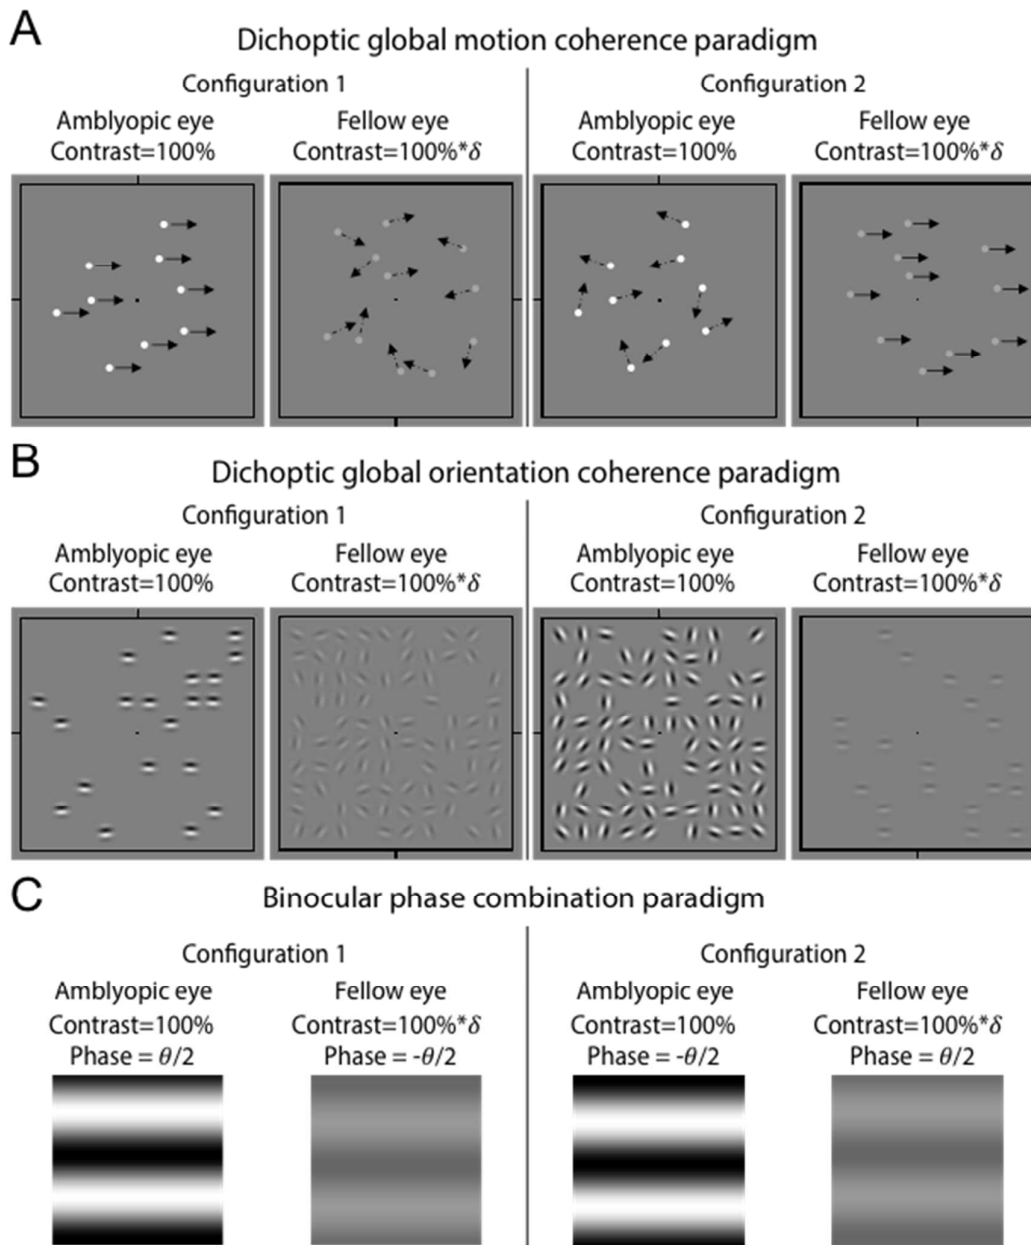 A
Dichoptic global motion coherence paradigm
Configuration 1
Configuration 2
Amblyopic eye
Contrast=100%
Fellow eye
Contrast=100%*δ
Amblyopic eye
Contrast=100%
Fellow eye
Contrast=100%*δ
B
Dichoptic global orientation coherence paradigm
Configuration 1
Configuration 2
Amblyopic eye
Contrast=100%
Fellow eye
Contrast=100%*δ
Amblyopic eye
Contrast=100%
Fellow eye
Contrast=100%*δ
C
Binocular phase combination paradigm
Configuration 1
Configuration 2
Amblyopic eye
Contrast=100%
Phase = θ/2
Fellow eye
Contrast=100%*δ
Phase = -θ/2
Amblyopic eye
Contrast=100%
Phase = -θ/2
Fellow eye
Contrast=100%*δ
Phase = θ/2